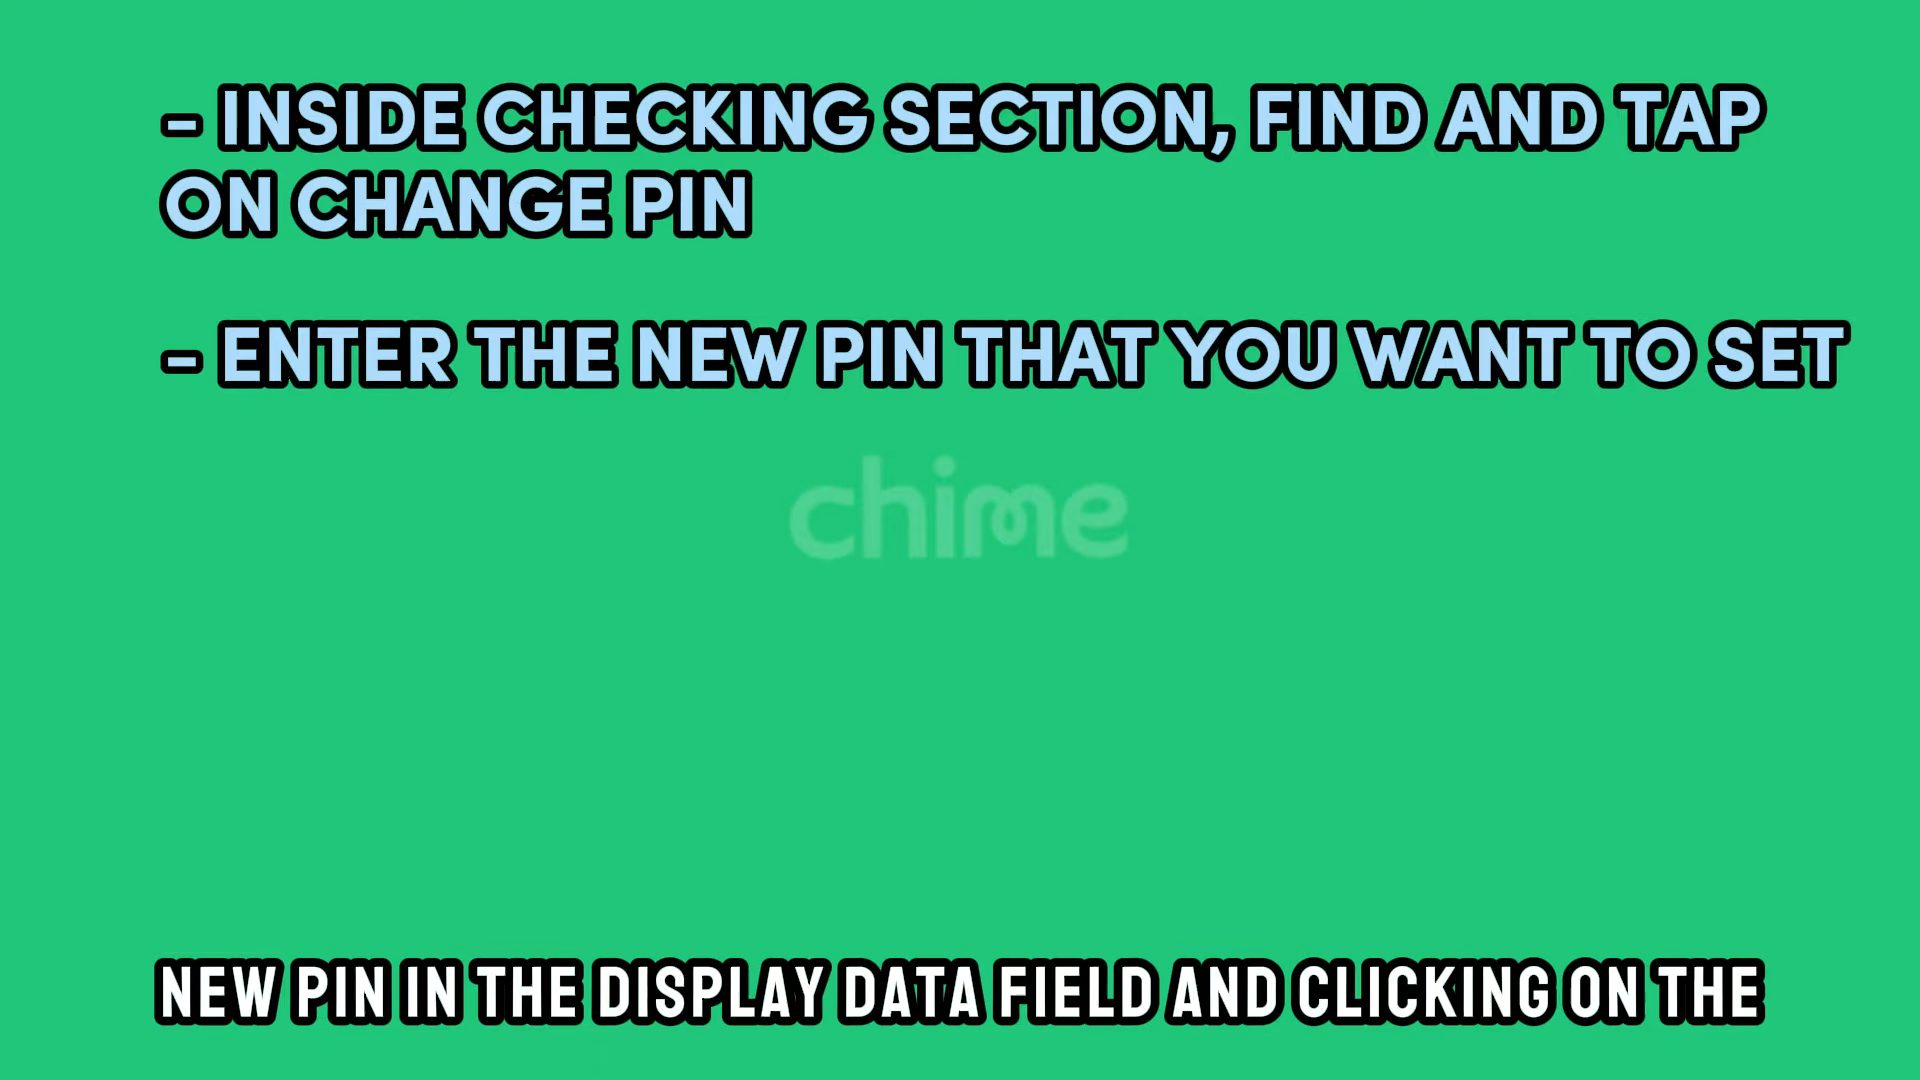 - INSIDE CHECKING SECTION, FIND AND TAP
ON CHANGE PIN
- ENTER THE NEW PIN THAT YOU WANT TO SET
chime
NEW PIN IN THE DISPLAY DATA FIELD AND CLICKING ON THE